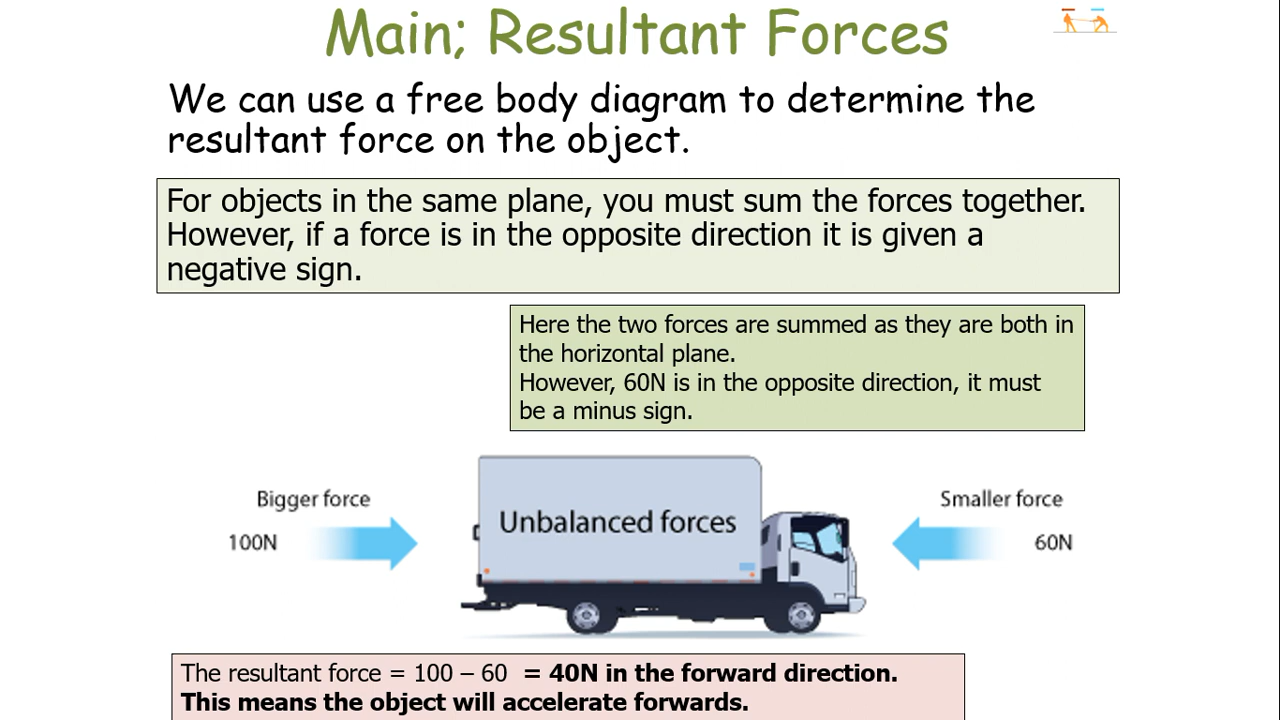 Main; Resultant Forces
We can use a free body diagram to determine the
resultant force on the object.
For objects in the same plane, you must sum the forces together.
However, if a force is in the opposite direction it is given a
negative sign.
Here the two forces are summed as they are both in
the horizontal plane.
However, 60N is in the opposite direction, it must
be a minus sign.
Bigger force
100N
Unbalanced forces
Smaller force
60N
The resultant force = 100 – 60 = 40N in the forward direction.
This means the object will accelerate forwards.